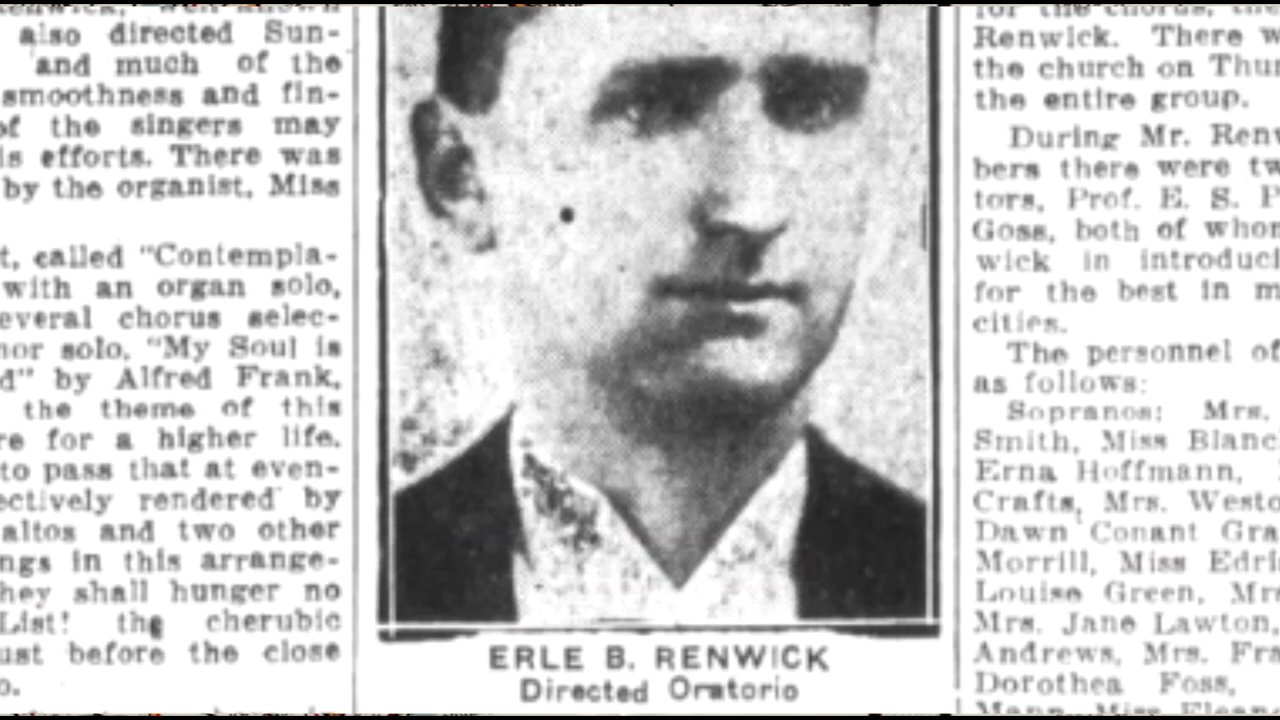 also directed Sun-
and much of the
smoothness and fin-
of the singers may
is efforts. There was
by the organist, Miss
t, called "Contempla-
with an organ solo,
everal chorus selec-
nor solo, "My Soul is
d" by Alfred Frank,
the theme of this
re for a higher life.
to pass that at even-
ectively rendered by
altos and two other
ngs in this arrange-
hey shall hunger no
List! the cherubic
ust before the close
o.
ERLE B. RENWICK
Directed Oratorio
for the chorus, the
Renwick. There w
the church on Thur
the entire group.
During Mr. Renw
bers there were tw
tors, Prof. E. S. P
Goss, both of whom
wick in introduci
for the best in m
cities.
The personnel of
as follows:
Sopranos: Mrs.
Smith, Miss Blanc
Erna Hoffmann,
Crafts, Mrs. Westo
Dawn Conant Gra
Morrill, Miss Edri
Louise Green, Mrs
Mrs. Jane Lawton,
Andrews, Mrs. Fra
Dorothea Foss,
Mann, Miss Eleano